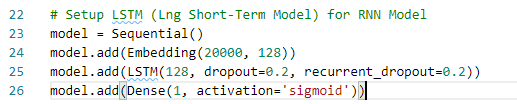 22 # Setup LSTM (Lng Short-Term Model) for RNN Model
23 model = Sequential()
24 model.add(Embedding(20000, 128))
25 model.add(LSTM(128, dropout=0.2, recurrent_dropout=0.2))
26 model.add(Dense(1, activation='sigmoid'))